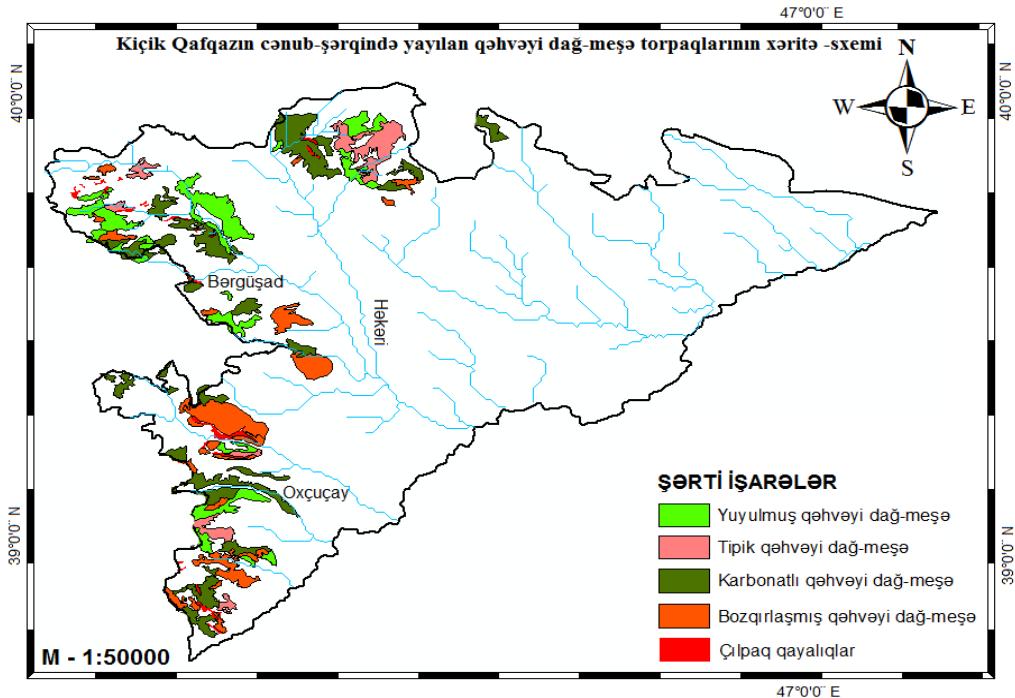 47°0'0¨ E
Kiçik Qafqazın cənub-şərqində yayılan qəhvəyi dağ-meşə torpaqlarının xəritə -sxemi
N
W
E
S
40°0'0¨ N
40°0'0¨ N
Bərgüşad
Həkəri
Oxçuçay
39°0'0¨ N
39°0'0¨ N
ŞƏRTİ İŞARƏLƏR
Yuyulmuş qəhvəyi dağ-meşə
Tipik qəhvəyi dağ-meşə
Karbonatlı qəhvəyi dağ-meşə
Bozqırlaşmış qəhvəyi dağ-meşə
Çılpaq qayalıqlar
M - 1:50000
47°0'0¨ E